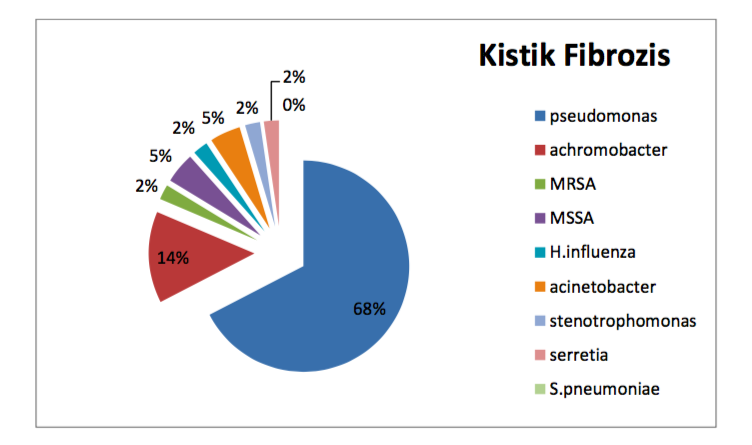 Kistik Fibrozis
2%
0%
2%
5%
2%
5%
2%
14%
68%
pseudomonas
achromobacter
MRSA
MSSA
H.influenza
acinetobacter
stenotrophomonas
serretia
S.pneumoniae